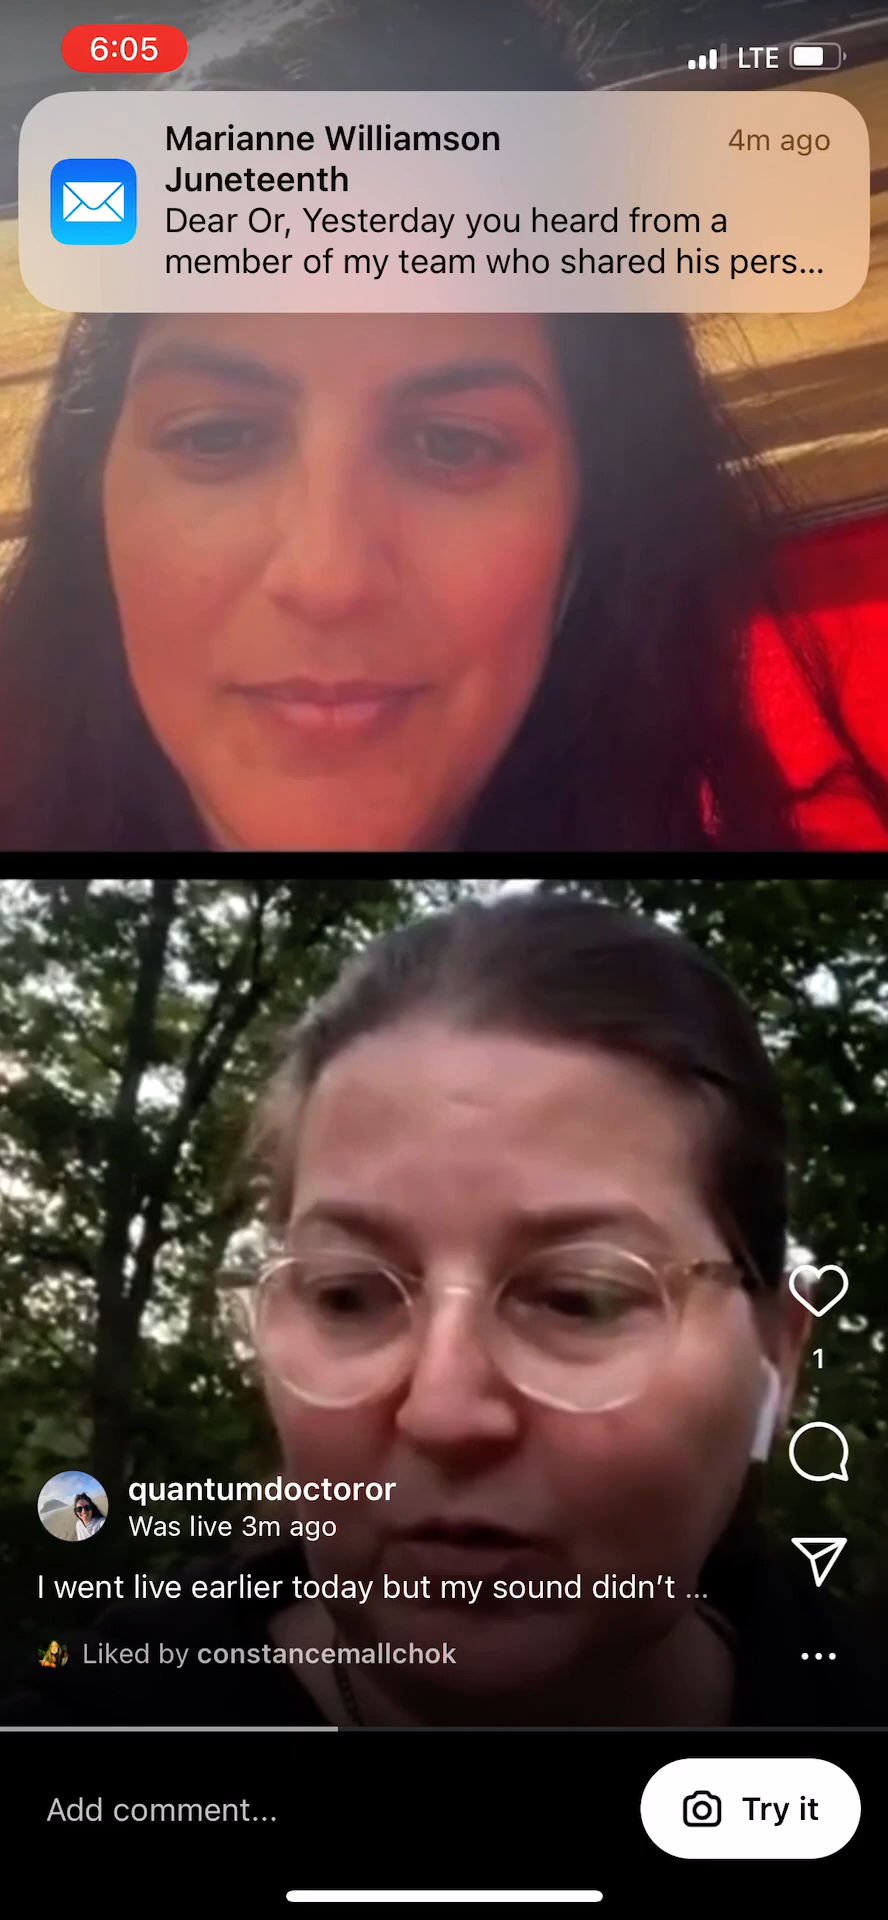 6:05
LTE
Marianne Williamson
4m ago
Juneteenth
Dear Or, Yesterday you heard from a
member of my team who shared his pers...
1
quantumdoctoror
Was live 3m ago
I went live earlier today but my sound didn't ...
Liked by constancemallchok
Add comment...
Try it